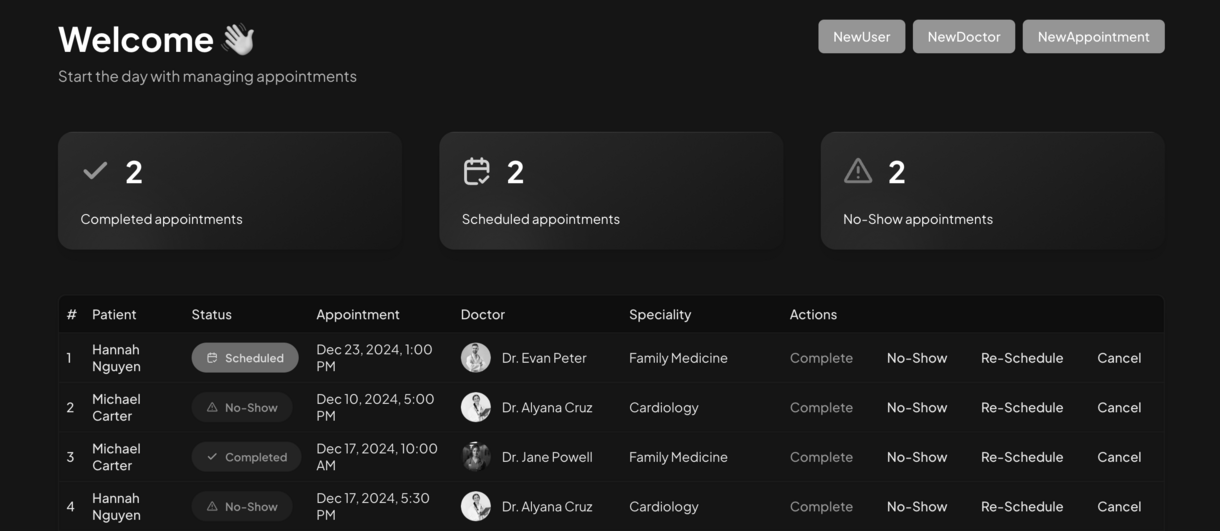 Welcome 👋
NewUser NewDoctor NewAppointment
Start the day with managing appointments
2 2 2
Completed appointments Scheduled appointments No-Show appointments
# Patient Status Appointment Doctor Speciality Actions
1 Hannah Nguyen Scheduled Dec 23, 2024, 1:00 PM Dr. Evan Peter Family Medicine Complete No-Show Re-Schedule Cancel
2 Michael Carter No-Show Dec 10, 2024, 5:00 PM Dr. Alyana Cruz Cardiology Complete No-Show Re-Schedule Cancel
3 Michael Carter Completed Dec 17, 2024, 10:00 AM Dr. Jane Powell Family Medicine Complete No-Show Re-Schedule Cancel
4 Hannah Nguyen No-Show Dec 17, 2024, 5:30 PM Dr. Alyana Cruz Cardiology Complete No-Show Re-Schedule Cancel